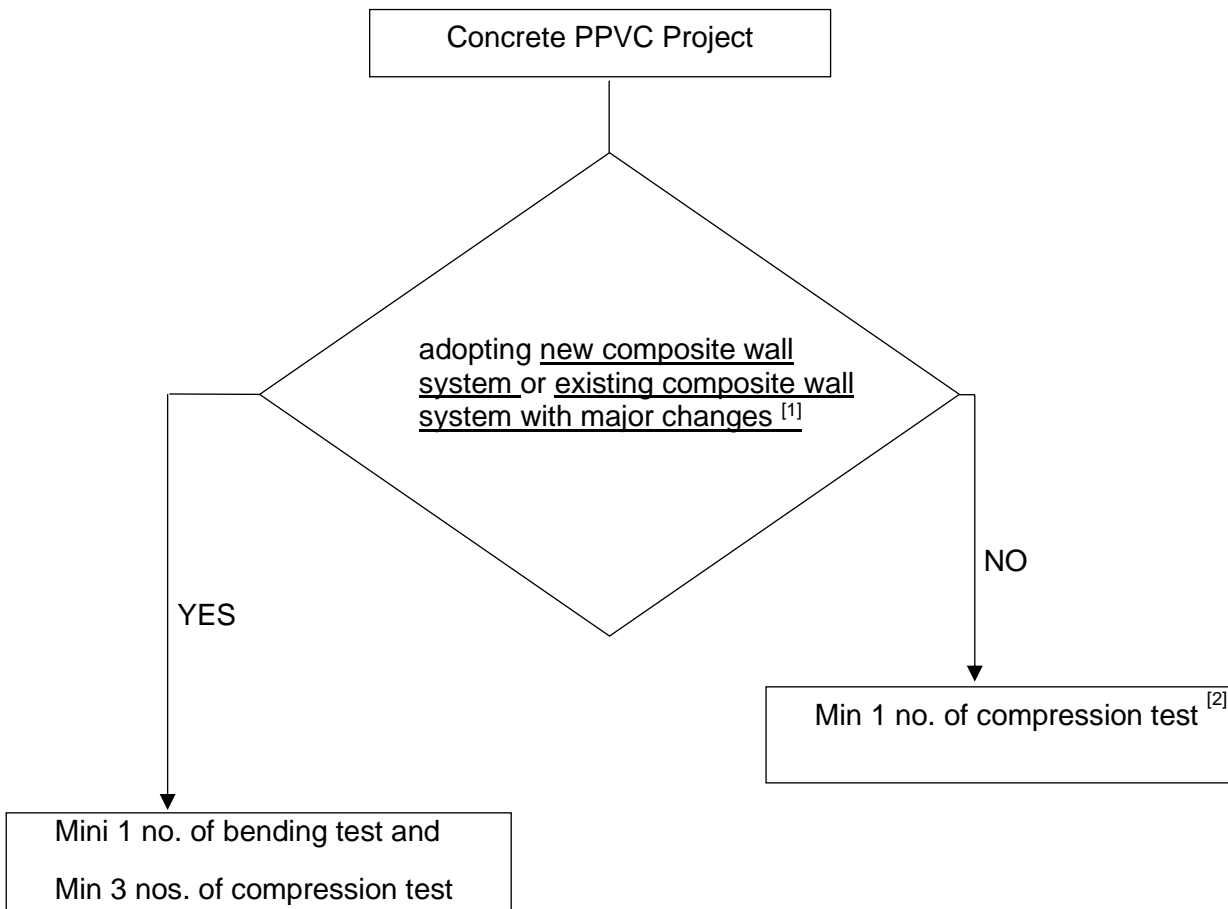 Concrete PPVC Project
adopting new composite wall
system or existing composite wall
system with major changes [1]
NO
YES
Min 1 no. of compression test [2]
Mini 1 no. of bending test and
Min 3 nos. of compression test